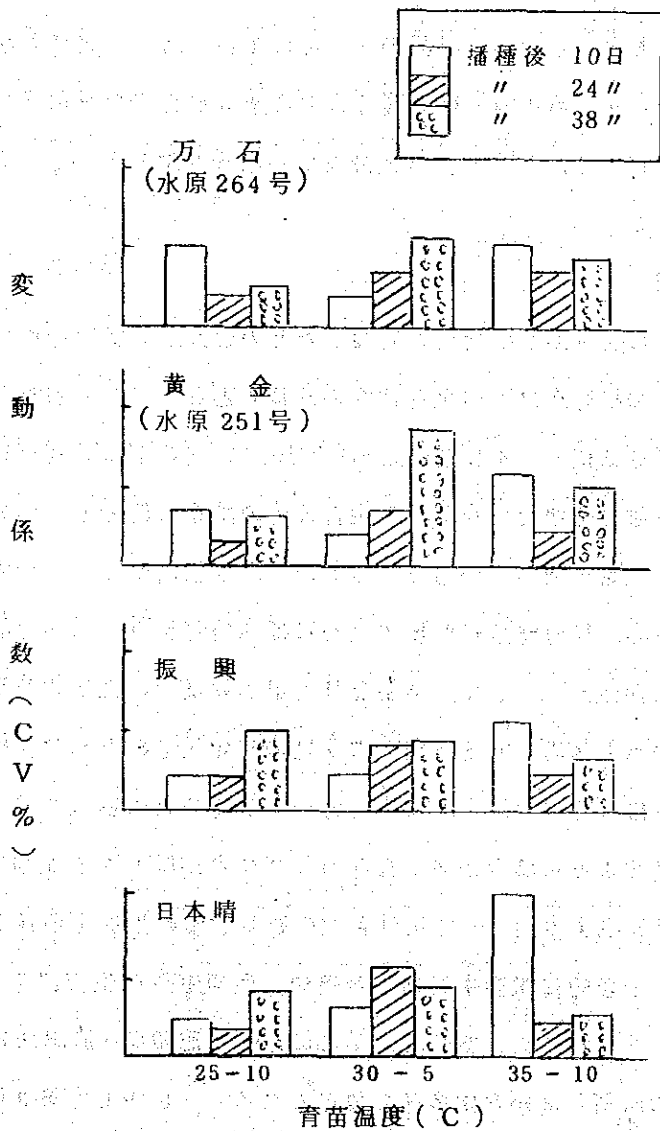 播種後 10日
〃 24〃
〃 38〃
万石
(水原264号)
黄金
(水原251号)
振興
日本晴
変動係数(CV%)
25-10 30-5 35-10
育苗温度(℃)